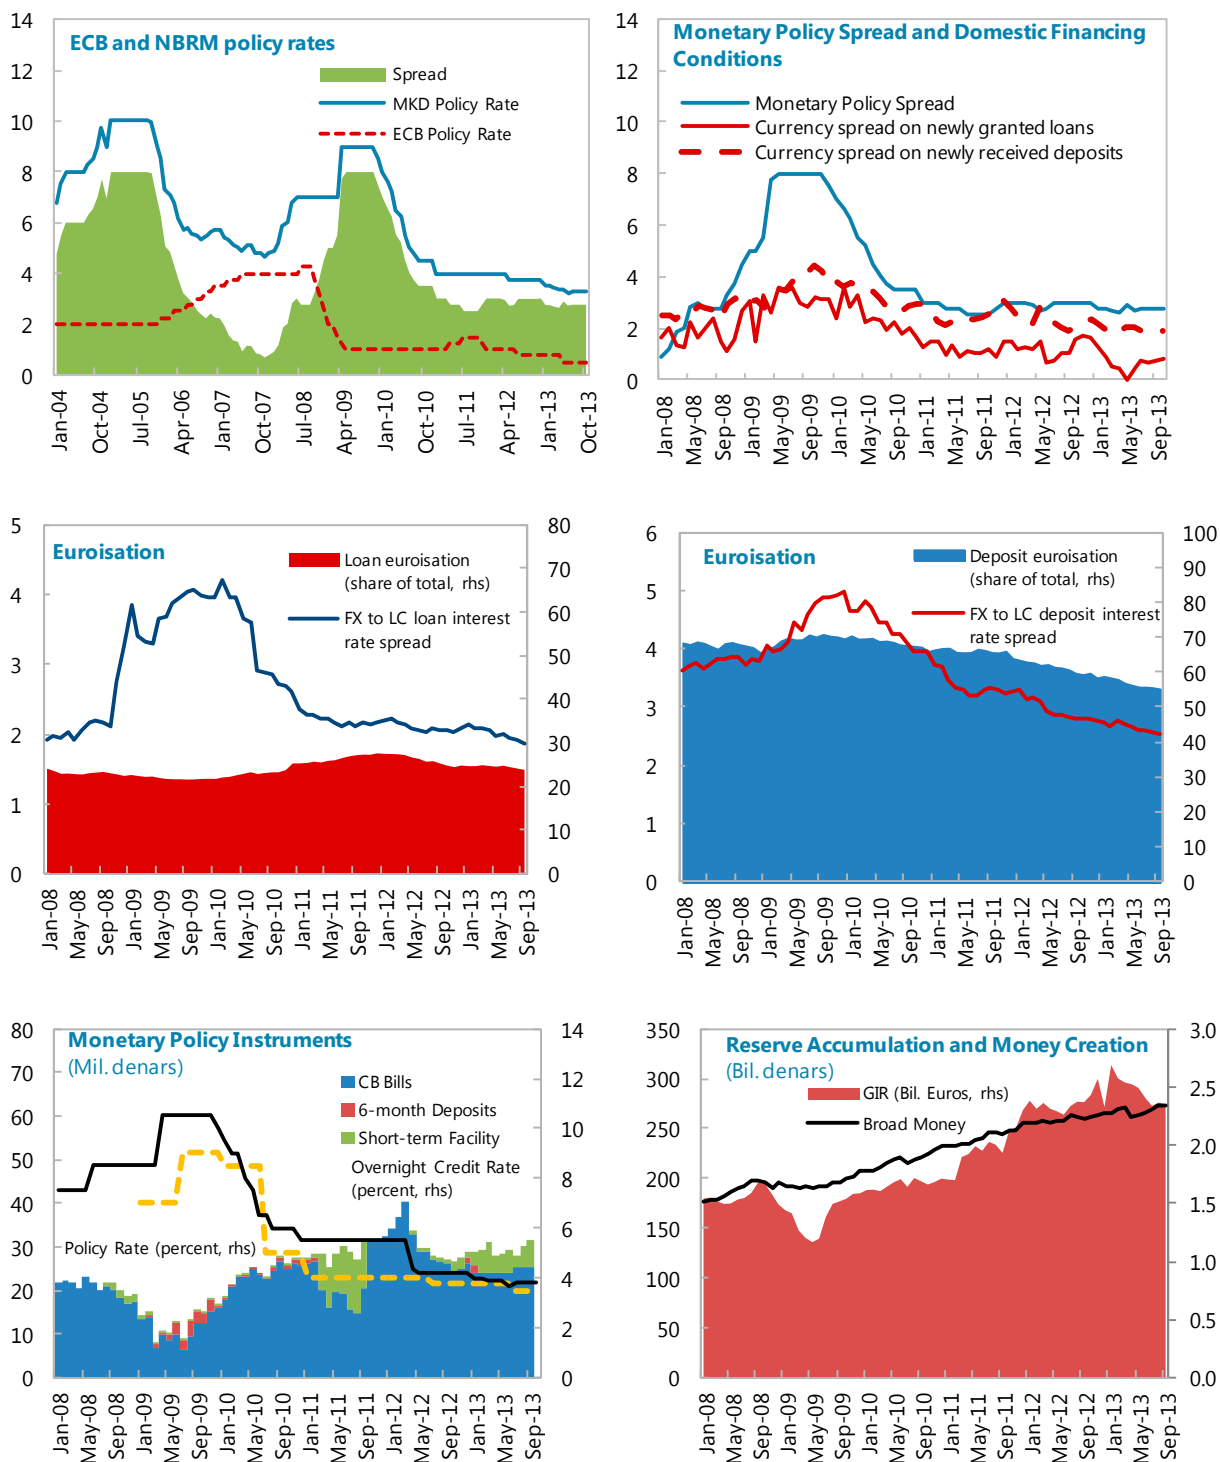 ECB and NBRM policy rates
Spread
MKD Policy Rate
ECB Policy Rate
14
12
10
8
6
4
2
0
Jan-04
Oct-04
Jul-05
Apr-06
Jan-07
Oct-07
Jul-08
Apr-09
Jan-10
Oct-10
Jul-11
Apr-12
Jan-13
Oct-13
Monetary Policy Spread and Domestic Financing
Conditions
Monetary Policy Spread
Currency spread on newly granted loans
Currency spread on newly received deposits
14
12
10
8
6
4
2
0
Jan-08
May-08
Sep-08
Jan-09
May-09
Sep-09
Jan-10
May-10
Sep-10
Jan-11
May-11
Sep-11
Jan-12
May-12
Sep-12
Jan-13
May-13
Sep-13
Euroisation
Loan euroisation
(share of total, rhs)
FX to LC loan interest
rate spread
5
4
3
2
1
0
80
70
60
50
40
30
20
10
0
Jan-08
May-08
Sep-08
Jan-09
May-09
Sep-09
Jan-10
May-10
Sep-10
Jan-11
May-11
Sep-11
Jan-12
May-12
Sep-12
Jan-13
May-13
Sep-13
Euroisation
Deposit euroisation
(share of total, rhs)
FX to LC deposit interest
rate spread
6
5
4
3
2
1
0
100
90
80
70
60
50
40
30
20
10
0
Jan-08
May-08
Sep-08
Jan-09
May-09
Sep-09
Jan-10
May-10
Sep-10
Jan-11
May-11
Sep-11
Jan-12
May-12
Sep-12
Jan-13
May-13
Sep-13
Monetary Policy Instruments
(Mil. denars)
CB Bills
6-month Deposits
Short-term Facility
Overnight Credit Rate
(percent, rhs)
Policy Rate (percent, rhs)
80
70
60
50
40
30
20
10
0
14
12
10
8
6
4
2
0
Jan-08
May-08
Sep-08
Jan-09
May-09
Sep-09
Jan-10
May-10
Sep-10
Jan-11
May-11
Sep-11
Jan-12
May-12
Sep-12
Jan-13
May-13
Sep-13
Reserve Accumulation and Money Creation
(Bil. denars)
GIR (Bil. Euros, rhs)
Broad Money
350
300
250
200
150
100
50
0
3.0
2.5
2.0
1.5
1.0
0.5
0.0
Jan-08
May-08
Sep-08
Jan-09
May-09
Sep-09
Jan-10
May-10
Sep-10
Jan-11
May-11
Sep-11
Jan-12
May-12
Sep-12
Jan-13
May-13
Sep-13